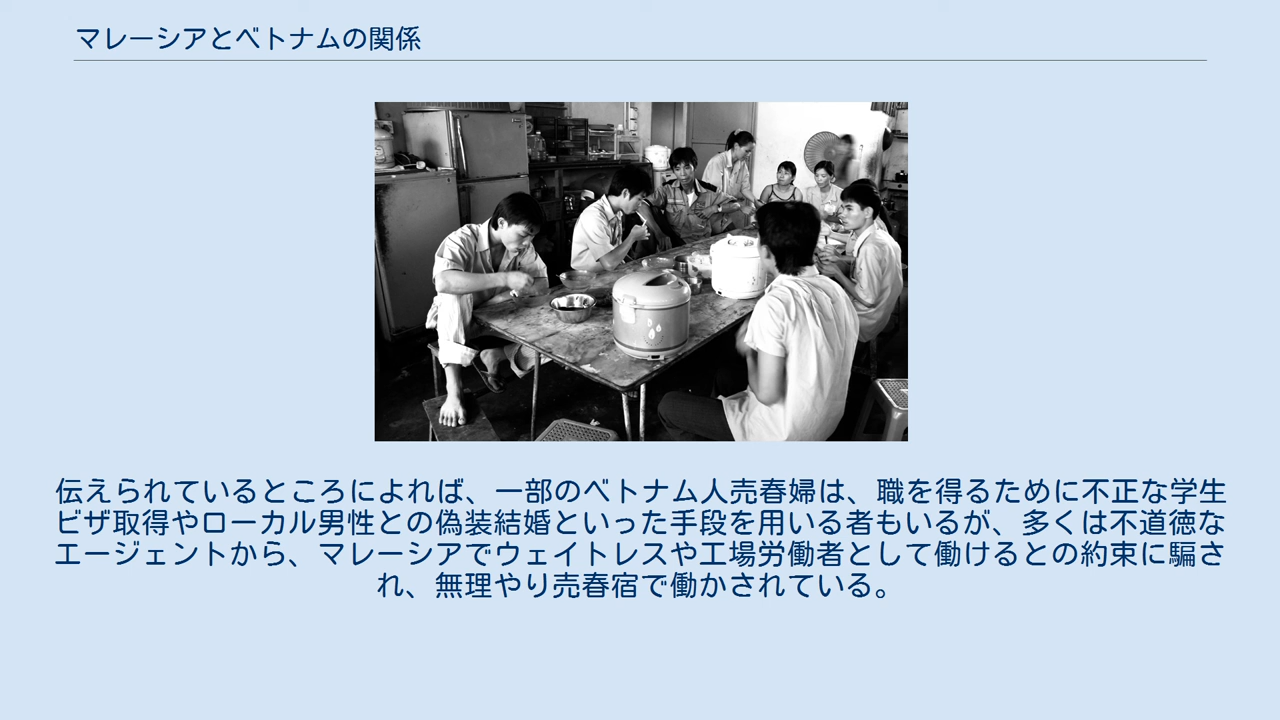 マレーシアとベトナムの関係
伝えられているところによれば、一部のベトナム人売春婦は、職を得るために不正な学生
ビザ取得やローカル男性との偽装結婚といった手段を用いる者もいるが、多くは不道徳な
エージェントから、マレーシアでウェイトレスや工場労働者として働けるとの約束に騙さ
れ、無理やり売春宿で働かされている。